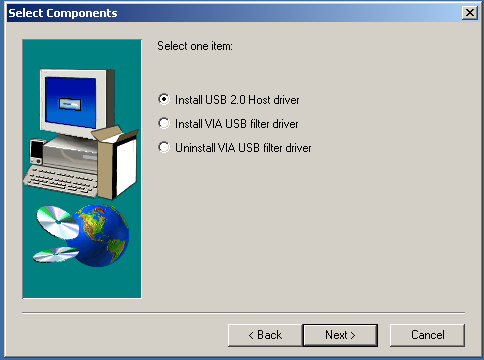 Select Components
Select one item:
Install USB 2.0 Host driver
Install VIA USB filter driver
Uninstall VIA USB filter driver
< Back
Next >
Cancel